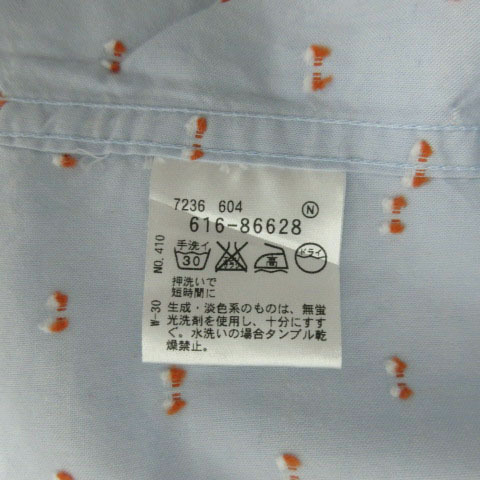 7236 604 Ⓝ
616-86628
手洗イ
30
高
ドライ
押洗いで
短時間に
生成・淡色系のものは、無蛍
光洗剤を使用し、十分にすす
ぐ。水洗いの場合タンブル乾
燥禁止。
W-30 NO.410